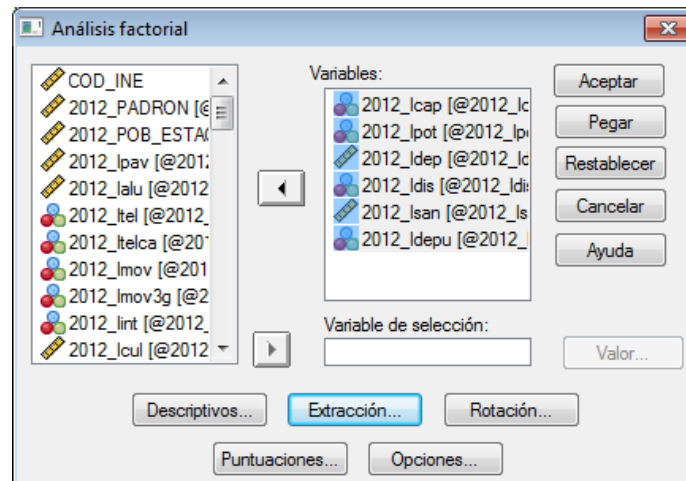 Análisis factorial
COD_INE
2012_PADRON [@
2012_POB_ESTA
2012_Ipav [@2012
2012_Ialu [@2012
2012_Itel [@2012_
2012_Itelca [@20
2012_Imov [@201
2012_Imov3g [@2
2012_Iint [@2012_
2012_Icul [@2012
Variables:
2012_Icap [@2012_Ic
2012_Ipot [@2012_Ip
2012_Idep [@2012_Id
2012_Idis [@2012_Idis
2012_Isan [@2012_Is
2012_Idepu [@2012_
Variable de selección:
Aceptar
Pegar
Restablecer
Cancelar
Ayuda
Valor...
Descriptivos...
Extracción...
Rotación...
Puntuaciones...
Opciones...